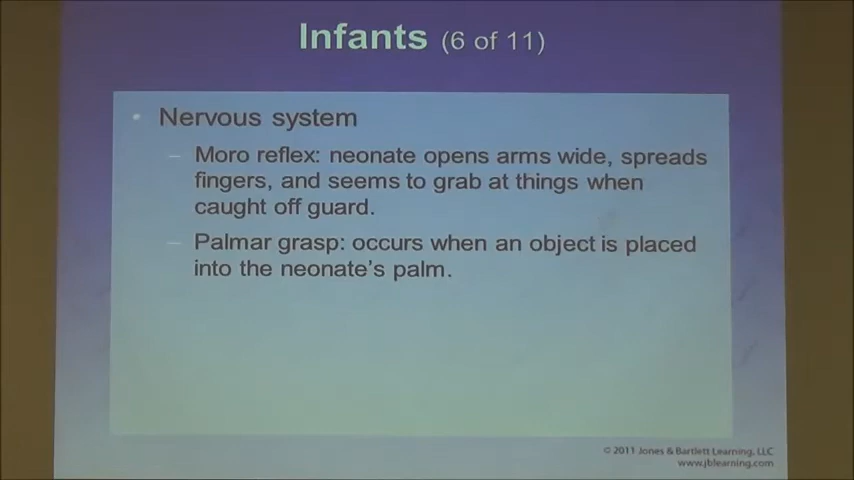 Infants (6 of 11)
• Nervous system
– Moro reflex: neonate opens arms wide, spreads
fingers, and seems to grab at things when
caught off guard.
– Palmar grasp: occurs when an object is placed
into the neonate's palm.
© 2011 Jones & Bartlett Learning, LLC
www.jblearning.com